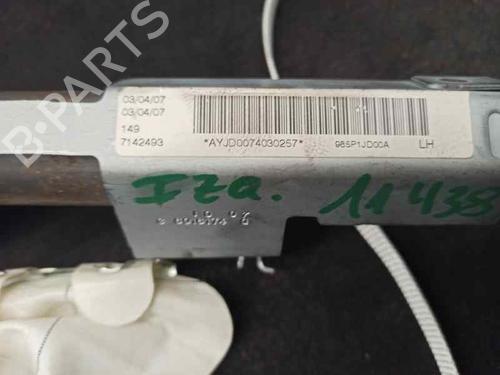 03/04/07
03/04/07
149
7142493
*AYJD0074030257*
985P1JD00A
LH
IZQ. 11438
B-PARTS